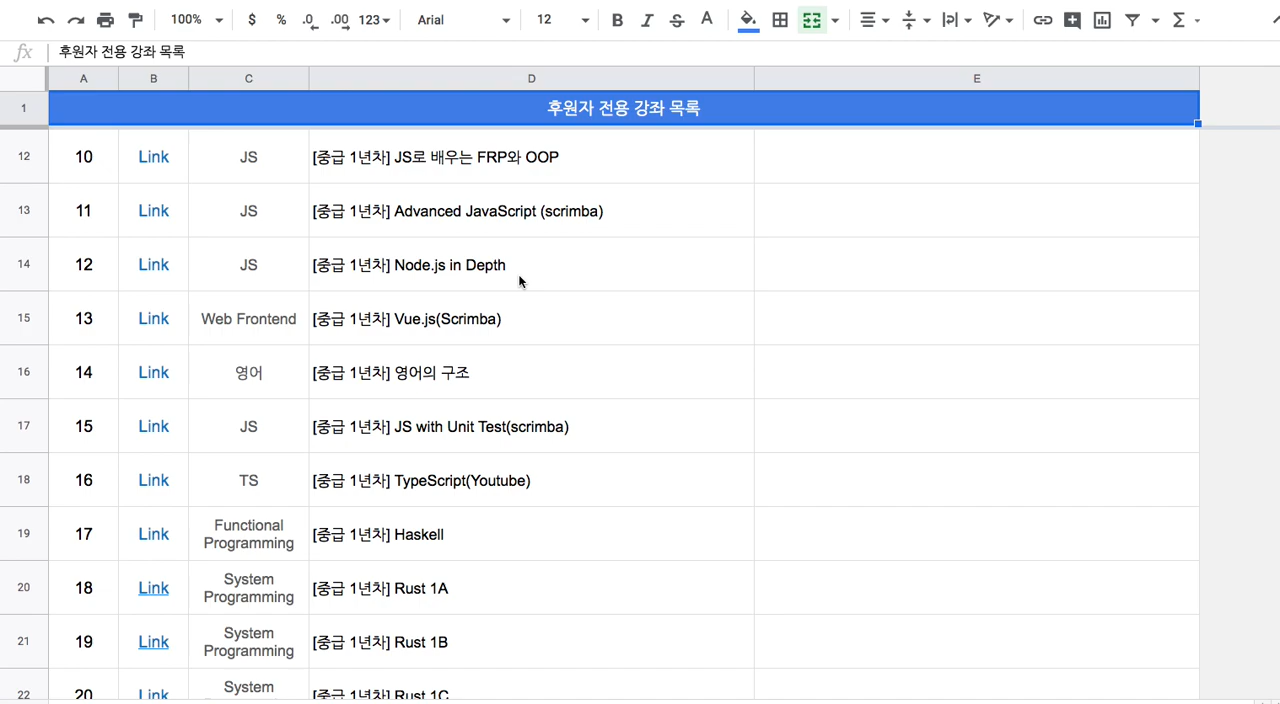 100% $ % .0 .00 123 Arial 12 B I S A
fx 후원자 전용 강좌 목록
A B C D E
1 후원자 전용 강좌 목록
12 10 Link JS [중급 1년차] JS로 배우는 FRP와 OOP
13 11 Link JS [중급 1년차] Advanced JavaScript (scrimba)
14 12 Link JS [중급 1년차] Node.js in Depth
15 13 Link Web Frontend [중급 1년차] Vue.js(Scrimba)
16 14 Link 영어 [중급 1년차] 영어의 구조
17 15 Link JS [중급 1년차] JS with Unit Test(scrimba)
18 16 Link TS [중급 1년차] TypeScript(Youtube)
19 17 Link Functional Programming [중급 1년차] Haskell
20 18 Link System Programming [중급 1년차] Rust 1A
21 19 Link System Programming [중급 1년차] Rust 1B
22 20 Link System [중급 1년차] Rust 1C